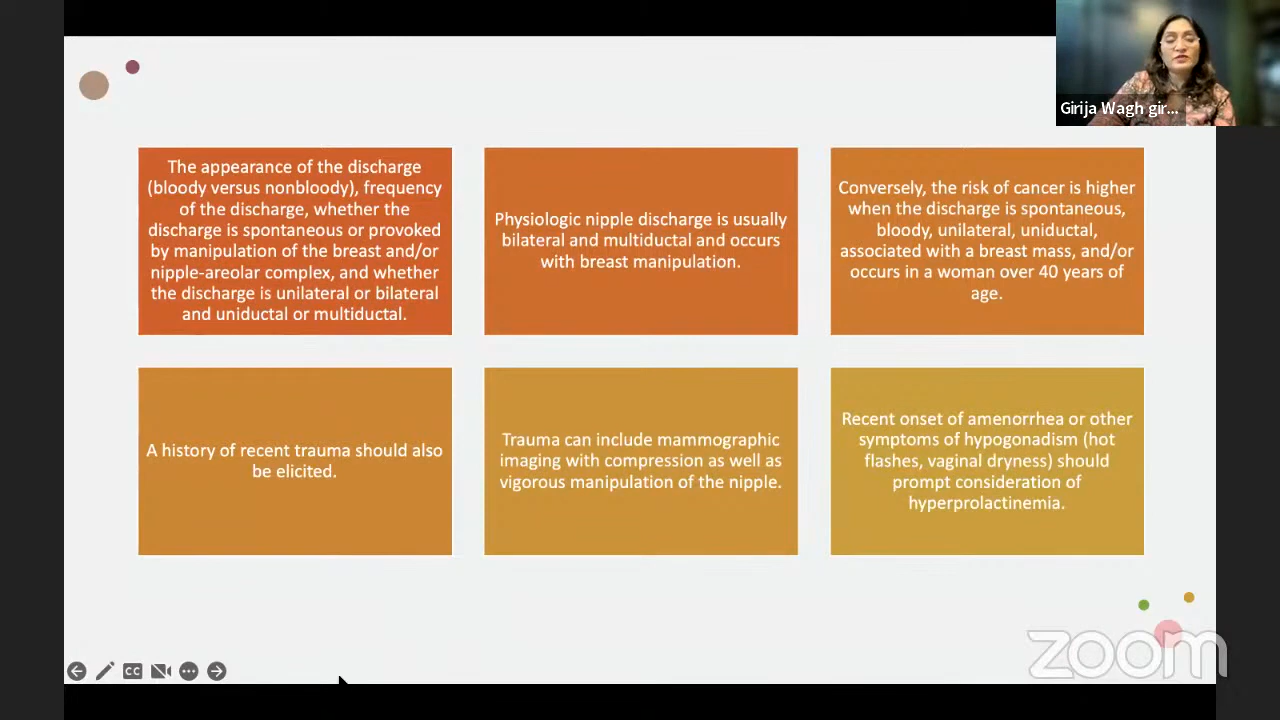 Girija Wagh gir...
The appearance of the discharge
(bloody versus nonbloody), frequency
of the discharge, whether the
discharge is spontaneous or provoked
by manipulation of the breast and/or
nipple-areolar complex, and whether
the discharge is unilateral or bilateral
and uniductal or multiductal.
Physiologic nipple discharge is usually
bilateral and multiductal and occurs
with breast manipulation.
Conversely, the risk of cancer is higher
when the discharge is spontaneous,
bloody, unilateral, uniductal,
associated with a breast mass, and/or
occurs in a woman over 40 years of
age.
A history of recent trauma should also
be elicited.
Trauma can include mammographic
imaging with compression as well as
vigorous manipulation of the nipple.
Recent onset of amenorrhea or other
symptoms of hypogonadism (hot
flashes, vaginal dryness) should
prompt consideration of
hyperprolactinemia.
CC
zoom